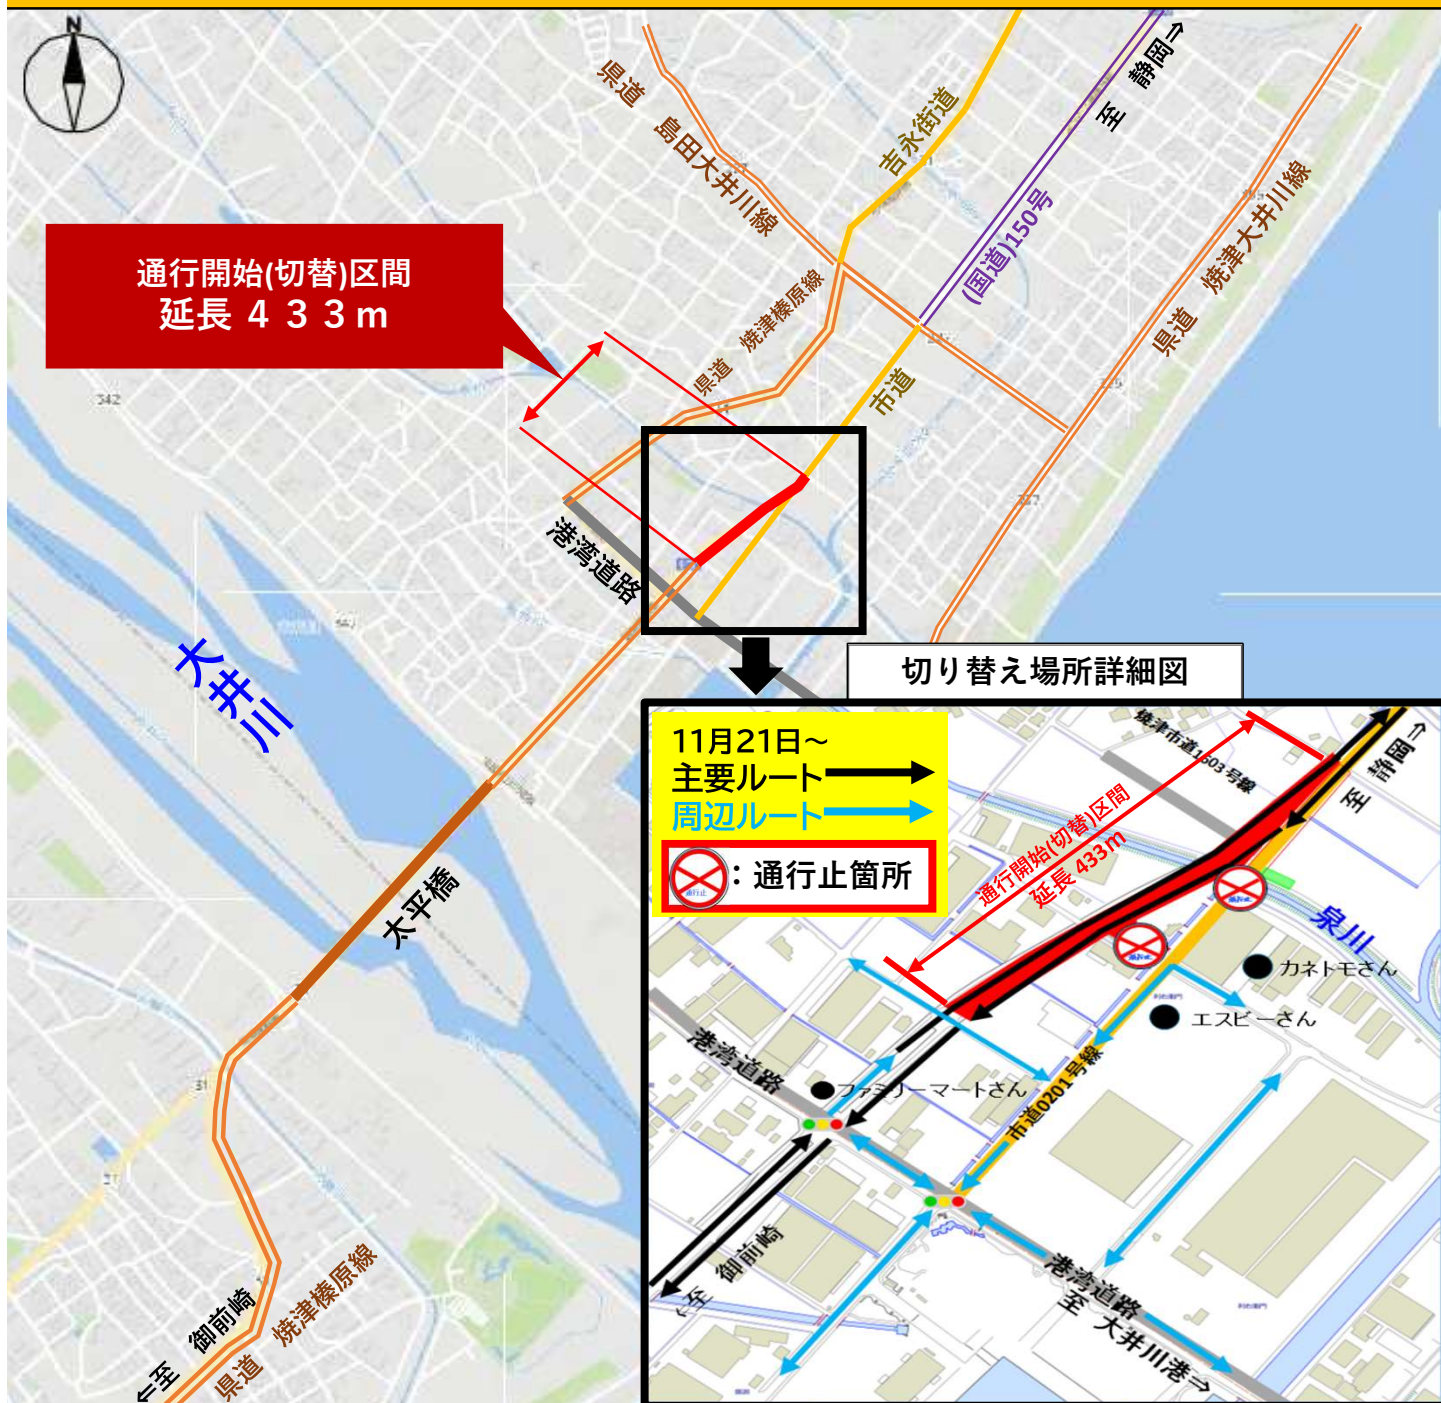 N
県道　島田大井川線
吉永街道
至　静岡⇒
(国道)150号
県道　焼津大井川線
通行開始(切替)区間
延長 ４３３ｍ
県道　焼津榛原線
市道
342
港湾道路
大井川
太平橋
31
⇐至　御前崎
県道　焼津榛原線
切り替え場所詳細図
11月21日～
主要ルート
周辺ルート
：通行止箇所
焼津市道1603号線
至　静岡⇒
通行開始(切替)区間
延長 433m
泉川
カネトモさん
エスビーさん
港湾道路
ファミリーマートさん
市道0201号線
⇐至　御前崎
港湾道路
至　大井川港⇒